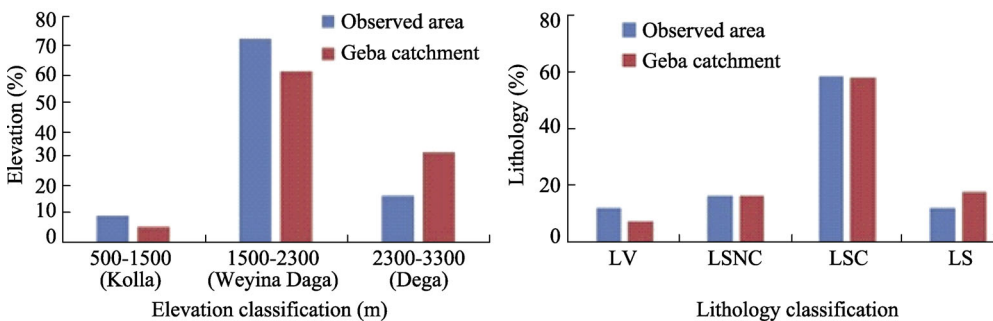 80
70
60
50
40
30
20
10
0
Elevation (%)
Observed area
Geba catchment
500-1500
(Kolla)
1500-2300
(Weyina Daga)
2300-3300
(Dega)
Elevation classification (m)
80
60
40
20
0
Lithology (%)
Observed area
Geba catchment
LV
LSNC
LSC
LS
Lithology classification